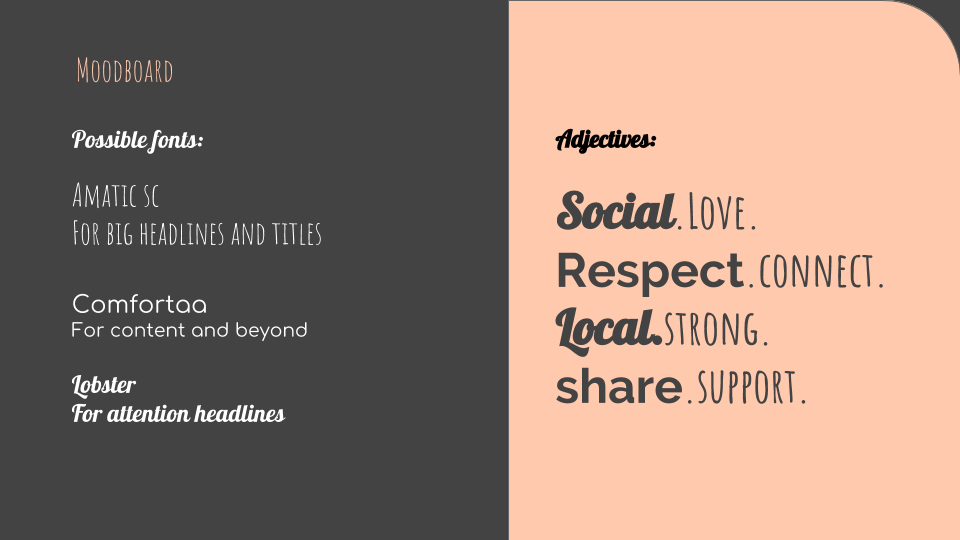 Moodboard
Possible fonts:
Amatic sc
For big headlines and titles
Comfortaa
For content and beyond
Lobster
For attention headlines
Adjectives:
Social.Love.
Respect.connect.
Local.strong.
share.support.